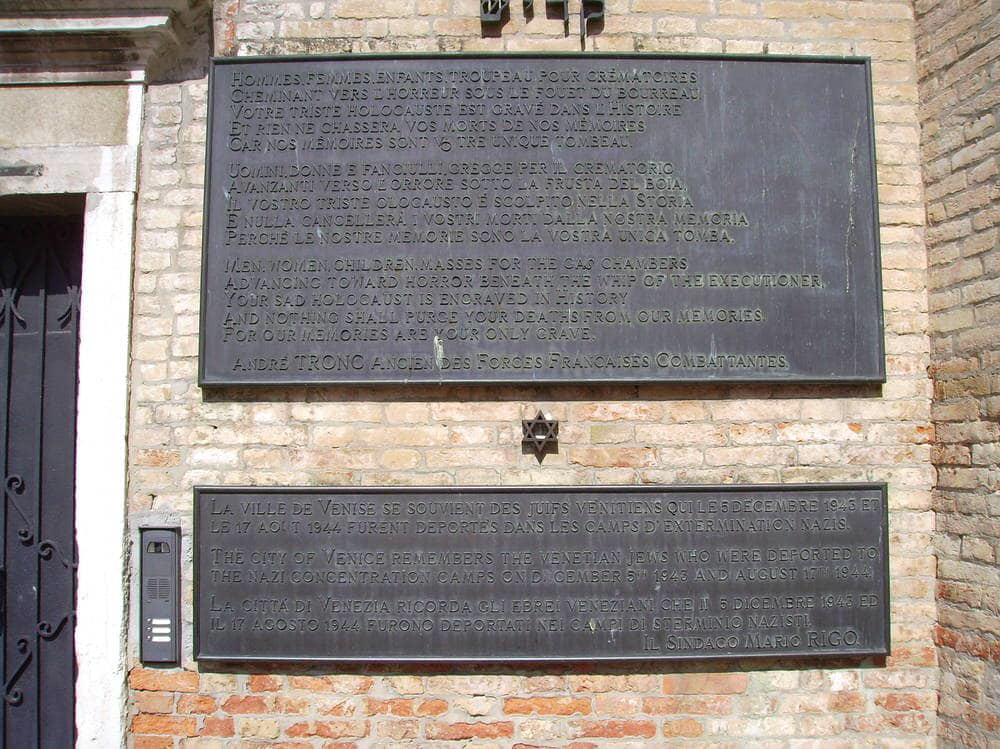 HOMMES, FEMMES, ENFANTS, TROUPEAU POUR CRÉMATOIRES
CHEMINANT VERS L'HORREUR SOUS LE FOUET DU BOURREAU
VOTRE TRISTE HOLOCAUSTE EST GRAVÉ DANS L'HISTOIRE
ET RIEN NE CHASSERA VOS MORTS DE NOS MÉMOIRES
CAR NOS MÉMOIRES SONT VOTRE UNIQUE TOMBEAU.
UOMINI, DONNE E FANCIULLI, GREGGE PER IL CREMATORIO
AVANZANTI VERSO L'ORRORE SOTTO LA FRUSTA DEL BOIA,
IL VOSTRO TRISTE OLOCAUSTO È SCOLPITO NELLA STORIA
E NULLA CANCELLERÀ I VOSTRI MORTI DALLA NOSTRA MEMORIA
PERCHÉ LE NOSTRE MEMORIE SONO LA VOSTRA UNICA TOMBA.
MEN, WOMEN, CHILDREN, MASSES FOR THE GAS CHAMBERS
ADVANCING TOWARD HORROR BENEATH THE WHIP OF THE EXECUTIONER,
YOUR SAD HOLOCAUST IS ENGRAVED IN HISTORY
AND NOTHING SHALL PURGE YOUR DEATHS FROM OUR MEMORIES.
FOR OUR MEMORIES ARE YOUR ONLY GRAVE.
ANDRÉ TRONC ANCIEN DES FORCES FRANCAISES COMBATTANTES.
LA VILLE DE VENISE SE SOUVIENT DES JUIFS VENITIENS QUI LE 5 DECEMBRE 1943 ET
LE 17 AOUT 1944 FURENT DEPORTÉS DANS LES CAMPS D'EXTERMINATION NAZIS.
THE CITY OF VENICE REMEMBERS THE VENETIAN JEWS WHO WERE DEPORTED TO
THE NAZI CONCENTRATION CAMPS ON DECEMBER 5TH 1943 AND AUGUST 17TH 1944.
LA CITTÁ DI VENEZIA RICORDA GLI EBREI VENEZIANI CHE IL 5 DICEMBRE 1943 ED
IL 17 AGOSTO 1944 FURONO DEPORTATI NEI CAMPI DI STERMINIO NAZISTI.
IL SINDACO MARIO RIGO